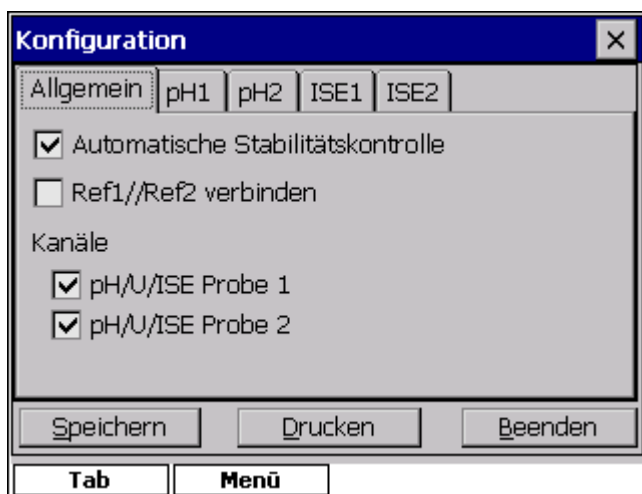 Konfiguration
Allgemein pH1 pH2 ISE1 ISE2
Automatische Stabilitätskontrolle
Ref1//Ref2 verbinden
Kanäle
pH/U/ISE Probe 1
pH/U/ISE Probe 2
Speichern Drucken Beenden
Tab Menü